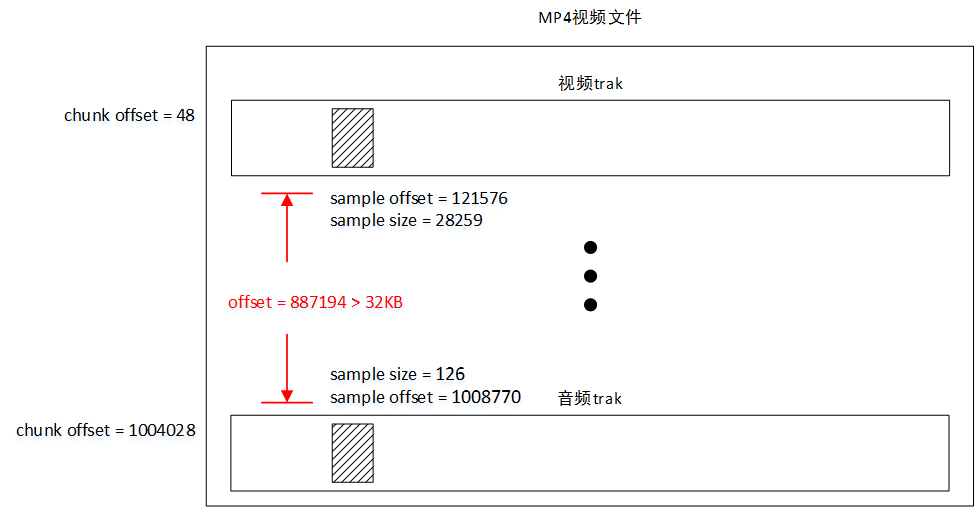 MP4视频文件
视频trak
chunk offset = 48
sample offset = 121576
sample size = 28259
offset = 887194 > 32KB
sample size = 126
sample offset = 1008770
音频trak
chunk offset = 1004028